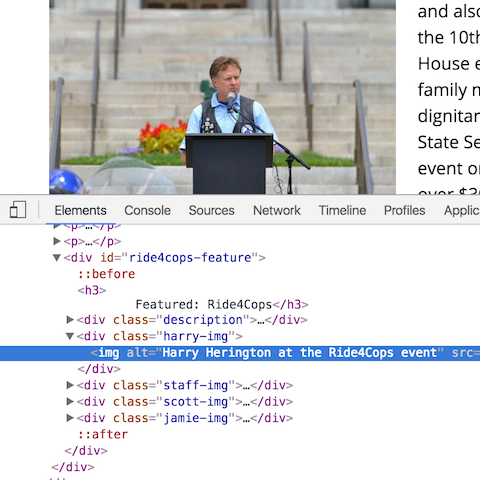 and also
the 10th
House e
family m
dignitar
State Se
event o
over $3
Elements Console Sources Network Timeline Profiles Applic
<p>…</p>
▶<p>…</p>
▼<div id="ride4cops-feature">
::before
<h3>
Featured: Ride4Cops</h3>
▶<div class="description">…</div>
▼<div class="harry-img">
<img alt="Harry Herington at the Ride4Cops event" src=
</div>
▶<div class="staff-img">…</div>
▶<div class="scott-img">…</div>
▶<div class="jamie-img">…</div>
::after
</div>
</div>